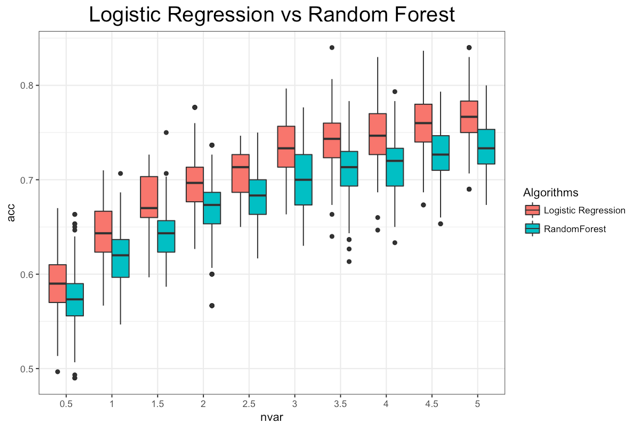 Logistic Regression vs Random Forest
acc
0.8
0.7
0.6
0.5
0.5 1 1.5 2 2.5 3 3.5 4 4.5 5
nvar
Algorithms
Logistic Regression
RandomForest